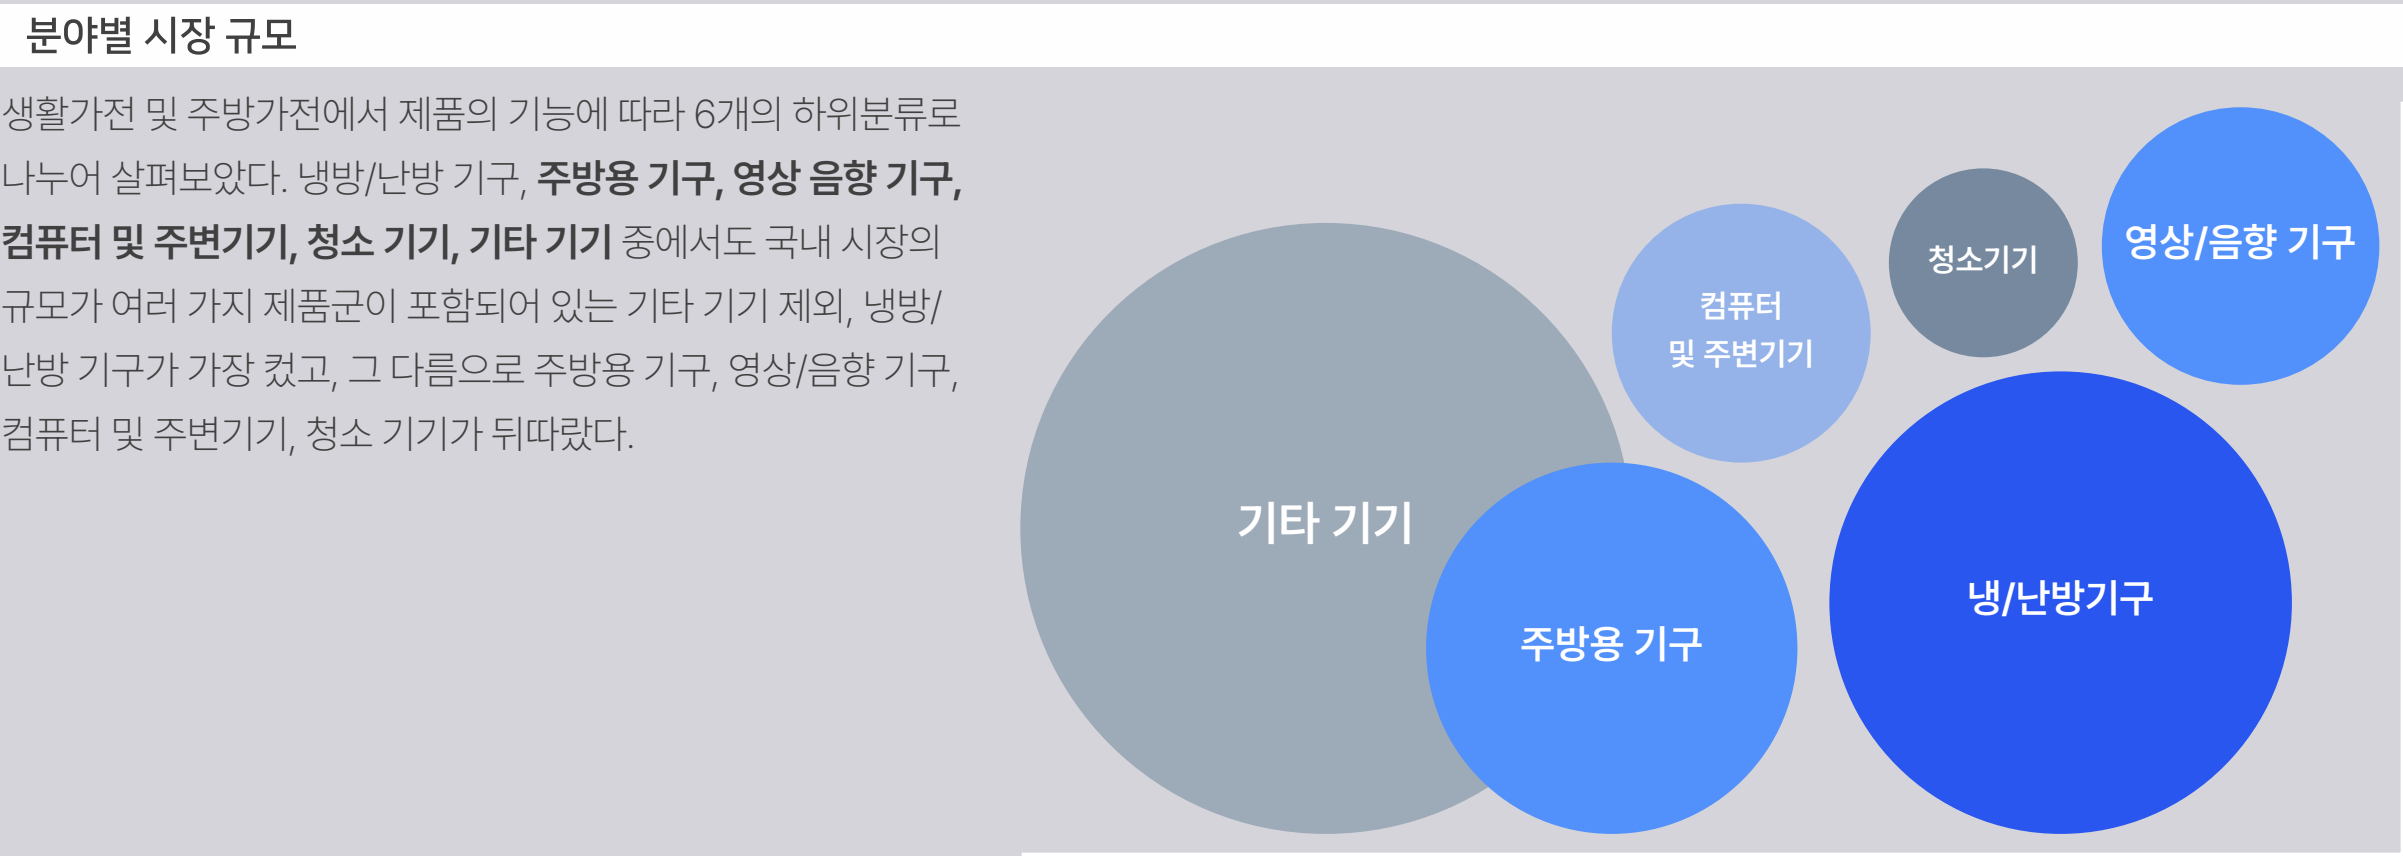 분야별 시장 규모
생활가전 및 주방가전에서 제품의 기능에 따라 6개의 하위분류로
나누어 살펴보았다. 냉방/난방 기구, 주방용 기구, 영상 음향 기구,
컴퓨터 및 주변기기, 청소 기기, 기타 기기 중에서도 국내 시장의
규모가 여러 가지 제품군이 포함되어 있는 기타 기기 제외, 냉방/
난방 기구가 가장 컸고, 그 다름으로 주방용 기구, 영상/음향 기구,
컴퓨터 및 주변기기, 청소 기기가 뒤따랐다.
영상/음향 기구
청소기기
컴퓨터
및 주변기기
기타 기기
냉/난방기구
주방용 기구